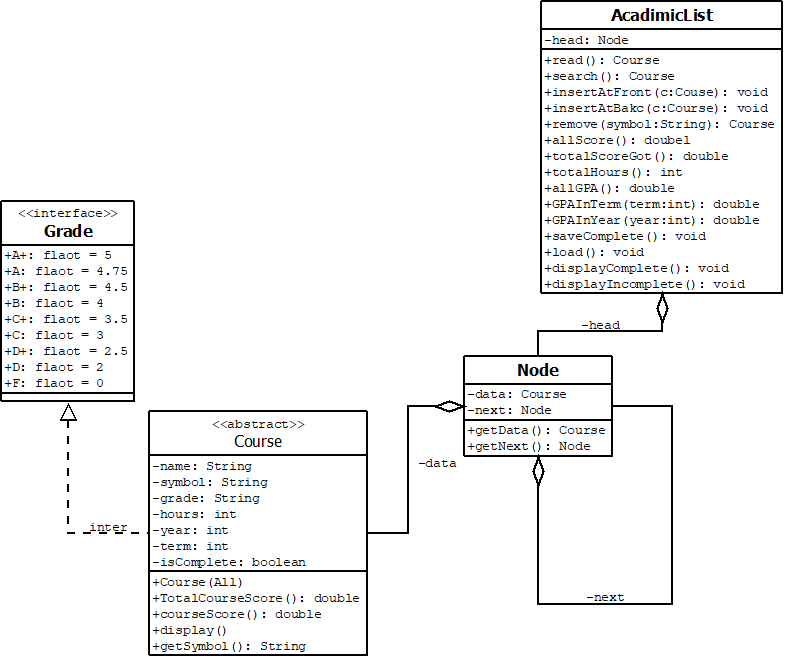 AcadimicList
-head: Node
+read(): Course
+search(): Course
+insertAtFront(c:Couse): void
+insertAtBakc(c:Course): void
+remove(symbol:String): Course
+allScore(): doubel
+totalScoreGot(): double
+totalHours(): int
+allGPA(): double
+GPAInTerm(term:int): double
+GPAInYear(year:int): double
+saveComplete(): void
+load(): void
+displayComplete(): void
+displayIncomplete(): void
<<interface>>
Grade
+A+: flaot = 5
+A: flaot = 4.75
+B+: flaot = 4.5
+B: flaot = 4
+C+: flaot = 3.5
+C: flaot = 3
+D+: flaot = 2.5
+D: flaot = 2
+F: flaot = 0
-head
Node
-data: Course
-next: Node
+getData(): Course
+getNext(): Node
-data
-next
inter
<<abstract>>
Course
-name: String
-symbol: String
-grade: String
-hours: int
-year: int
-term: int
-isComplete: boolean
+Course(All)
+TotalCourseScore(): double
+courseScore(): double
+display()
+getSymbol(): String